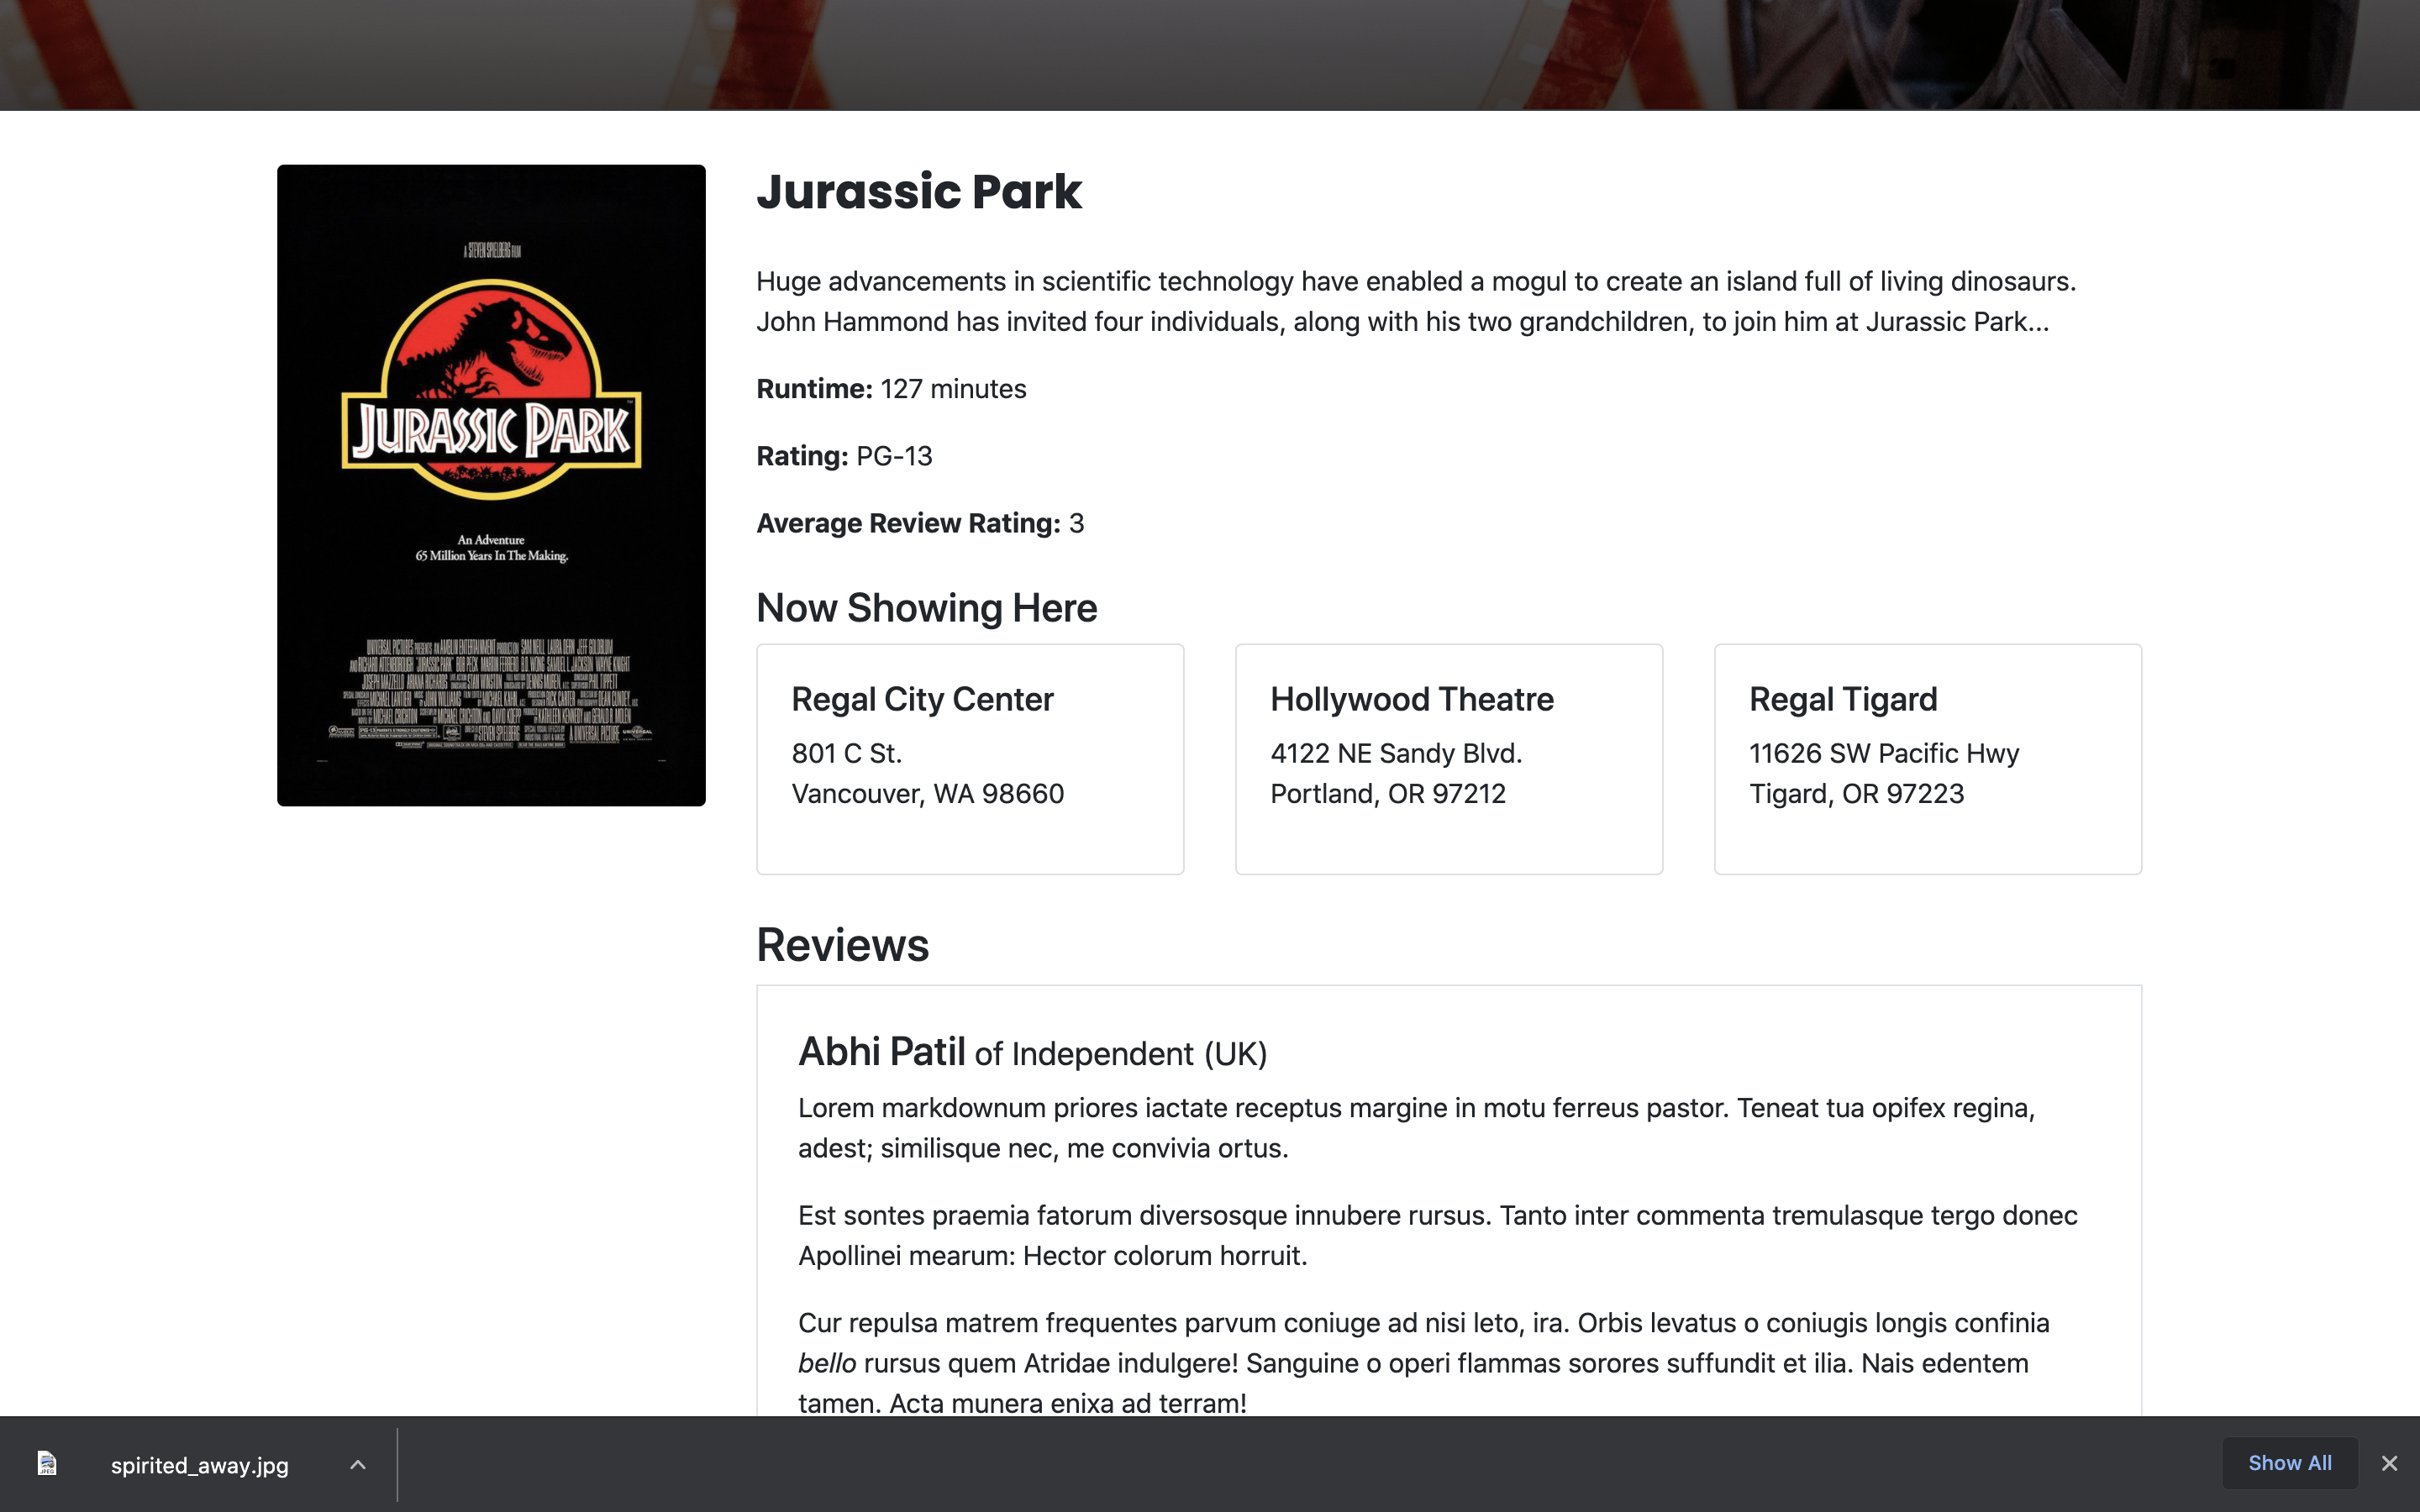 Jurassic Park
A STEVEN SPIELBERG FILM
JURASSIC PARK
An Adventure
65 Million Years In The Making.
Huge advancements in scientific technology have enabled a mogul to create an island full of living dinosaurs.
John Hammond has invited four individuals, along with his two grandchildren, to join him at Jurassic Park...
Runtime: 127 minutes
Rating: PG-13
Average Review Rating: 3
Now Showing Here
Regal City Center
801 C St.
Vancouver, WA 98660
Hollywood Theatre
4122 NE Sandy Blvd.
Portland, OR 97212
Regal Tigard
11626 SW Pacific Hwy
Tigard, OR 97223
Reviews
Abhi Patil of Independent (UK)
Lorem markdownum priores iactate receptus margine in motu ferreus pastor. Teneat tua opifex regina,
adest; similisque nec, me convivia ortus.
Est sontes praemia fatorum diversosque innubere rursus. Tanto inter commenta tremulasque tergo donec
Apollinei mearum: Hector colorum horruit.
Cur repulsa matrem frequentes parvum coniuge ad nisi leto, ira. Orbis levatus o coniugis longis confinia
bello rursus quem Atridae indulgere! Sanguine o operi flammas sorores suffundit et ilia. Nais edentem
tamen. Acta munera enixa ad terram!
spirited_away.jpg
Show All